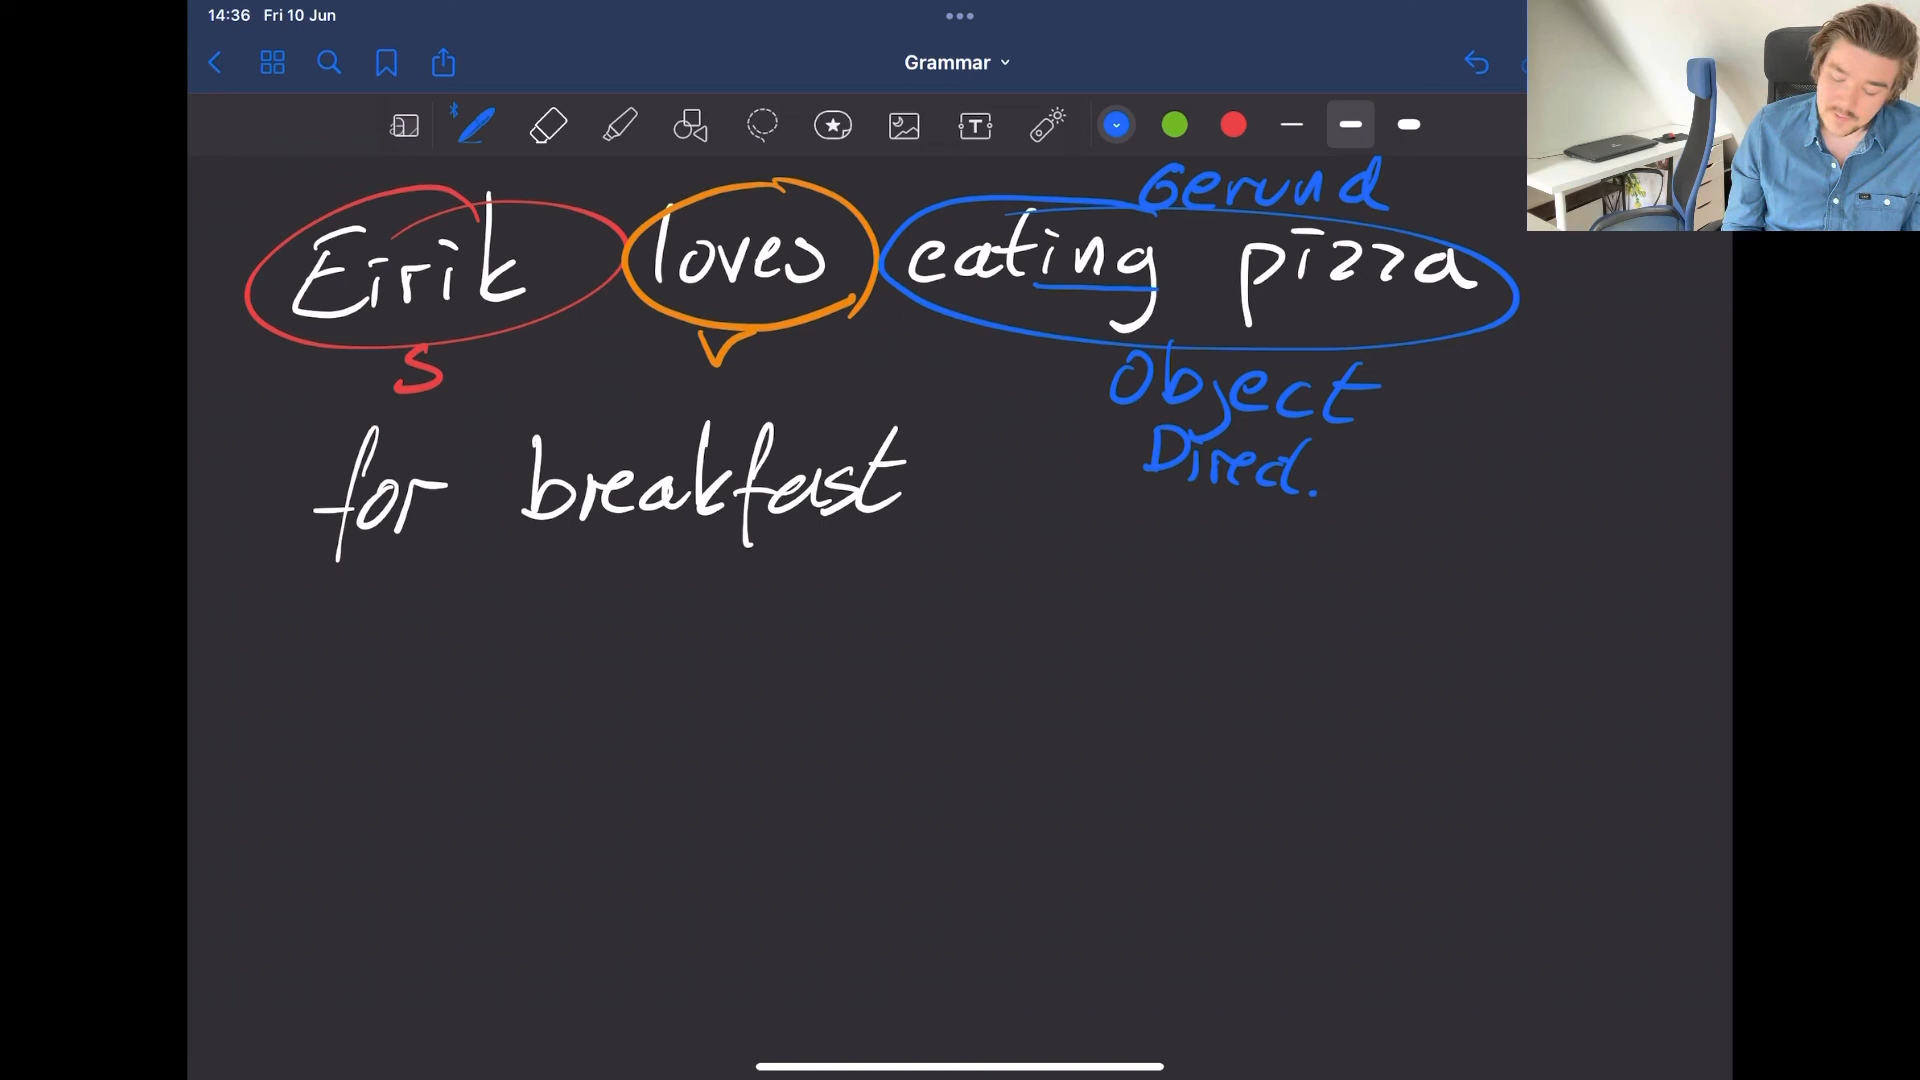 14:36 Fri 10 Jun
Grammar
Gerund
Eirik loves eating pizza
S V Object
Direct.
for breakfast